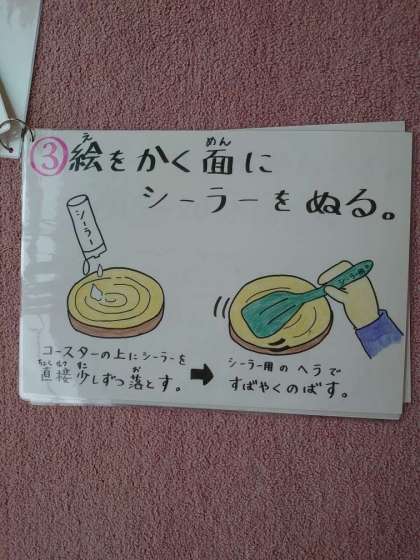 ③絵をかく面に
シーラーをぬる。
シーラー
シーラー用
コースターの上にシーラーを
直接少しずつ落とす。
➡
シーラー用のヘラで
すばやくのばす。